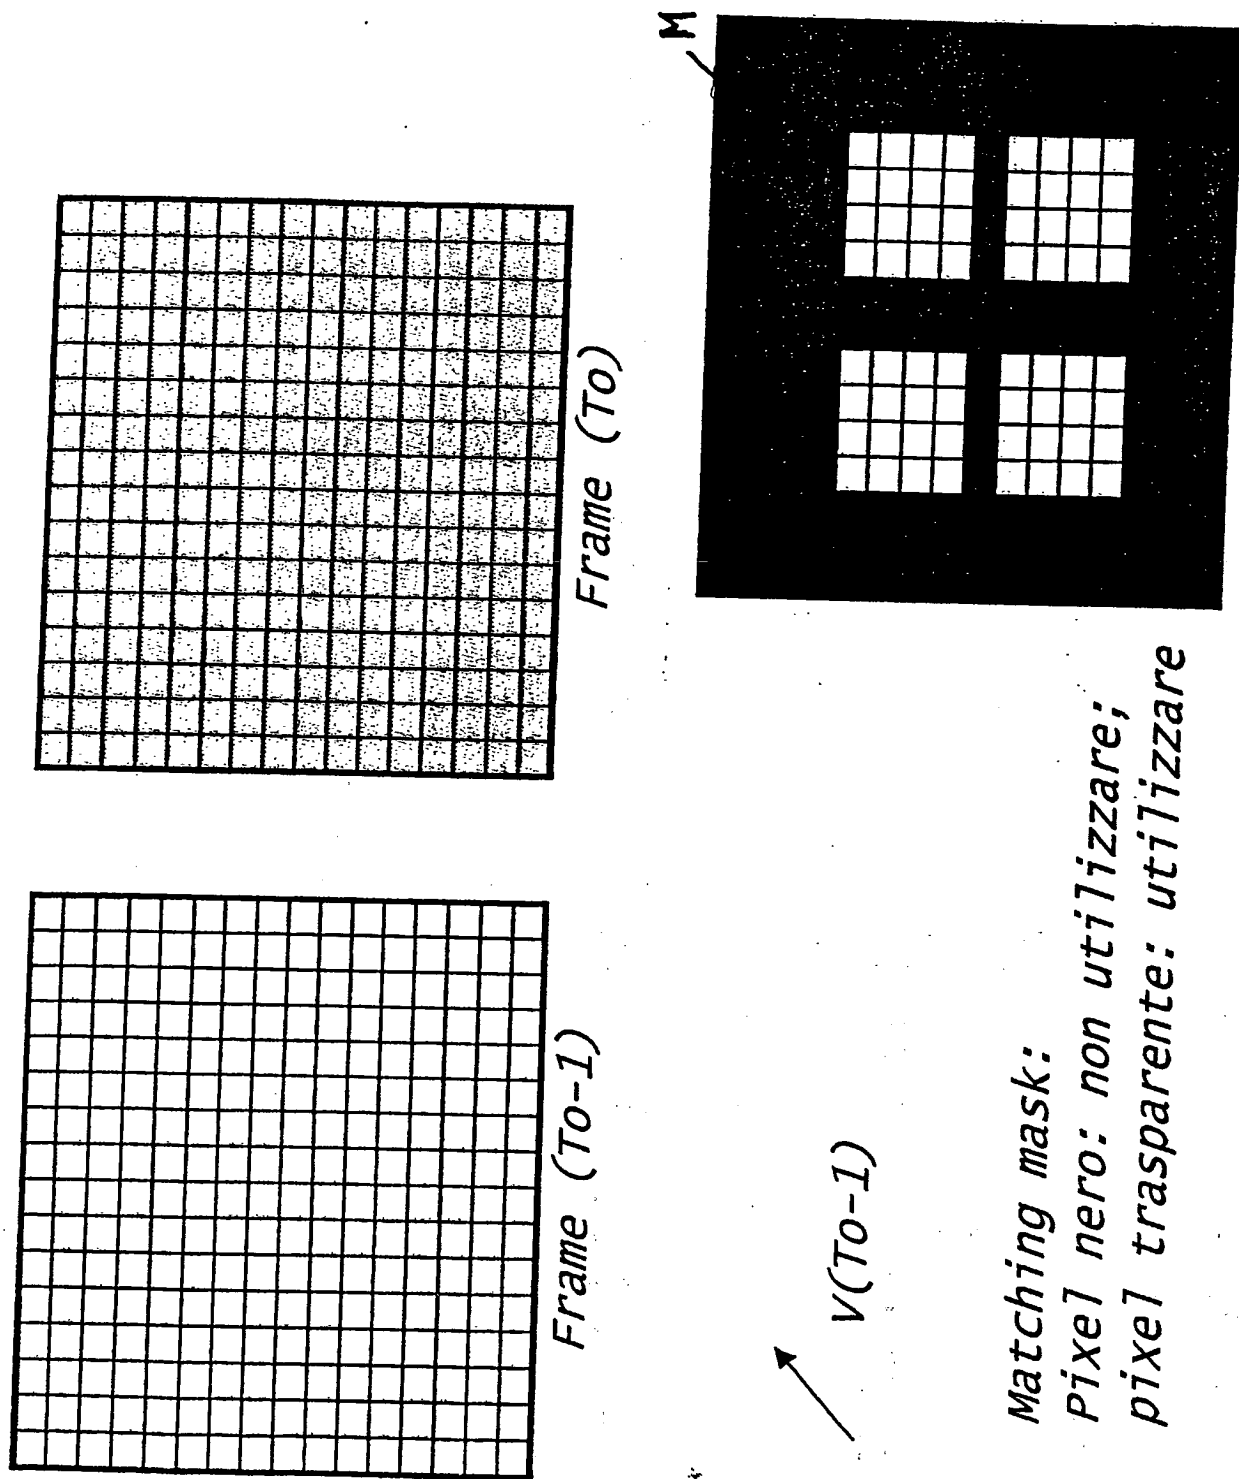 Frame (To-1)
Frame (To)
V(To-1)
M
Matching mask:
Pixel nero: non utilizzare;
pixel trasparente: utilizzare